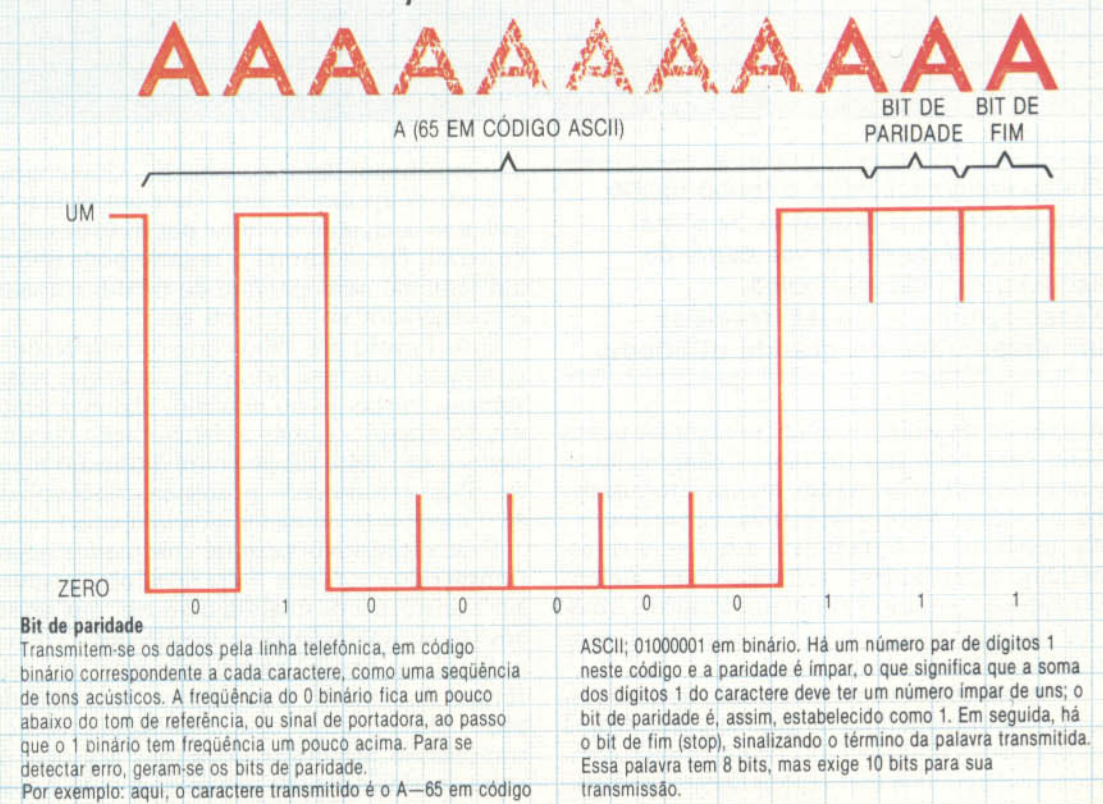 A A A A A A A A A A A
BIT DE PARIDADE
BIT DE FIM
A (65 EM CÓDIGO ASCII)
UM
ZERO
0 1 0 0 0 0 0 1 1 1
Bit de paridade
Transmitem-se os dados pela linha telefônica, em código
binário correspondente a cada caractere, como uma seqüência
de tons acústicos. A freqüência do 0 binário fica um pouco
abaixo do tom de referência, ou sinal de portadora, ao passo
que o 1 binário tem freqüência um pouco acima. Para se
detectar erro, geram-se os bits de paridade.
Por exemplo: aqui, o caractere transmitido é o A—65 em código
ASCII; 01000001 em binário. Há um número par de dígitos 1
neste código e a paridade é ímpar, o que significa que a soma
dos dígitos 1 do caractere deve ter um número ímpar de uns; o
bit de paridade é, assim, estabelecido como 1. Em seguida, há
o bit de fim (stop), sinalizando o término da palavra transmitida.
Essa palavra tem 8 bits, mas exige 10 bits para sua
transmissão.